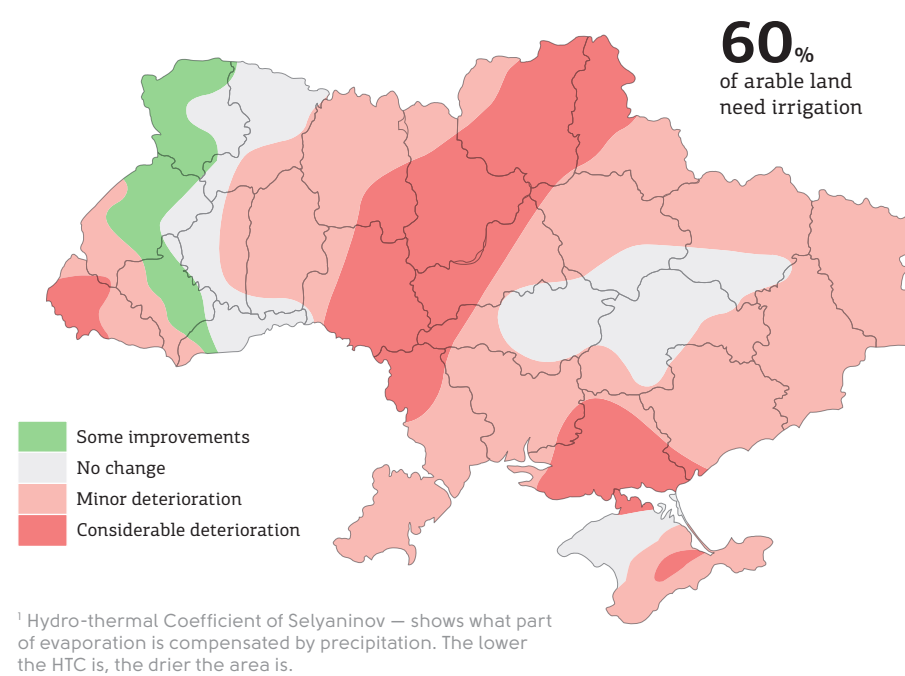 60%
of arable land
need irrigation
Some improvements
No change
Minor deterioration
Considerable deterioration
¹ Hydro-thermal Coefficient of Selyaninov — shows what part
of evaporation is compensated by precipitation. The lower
the HTC is, the drier the area is.